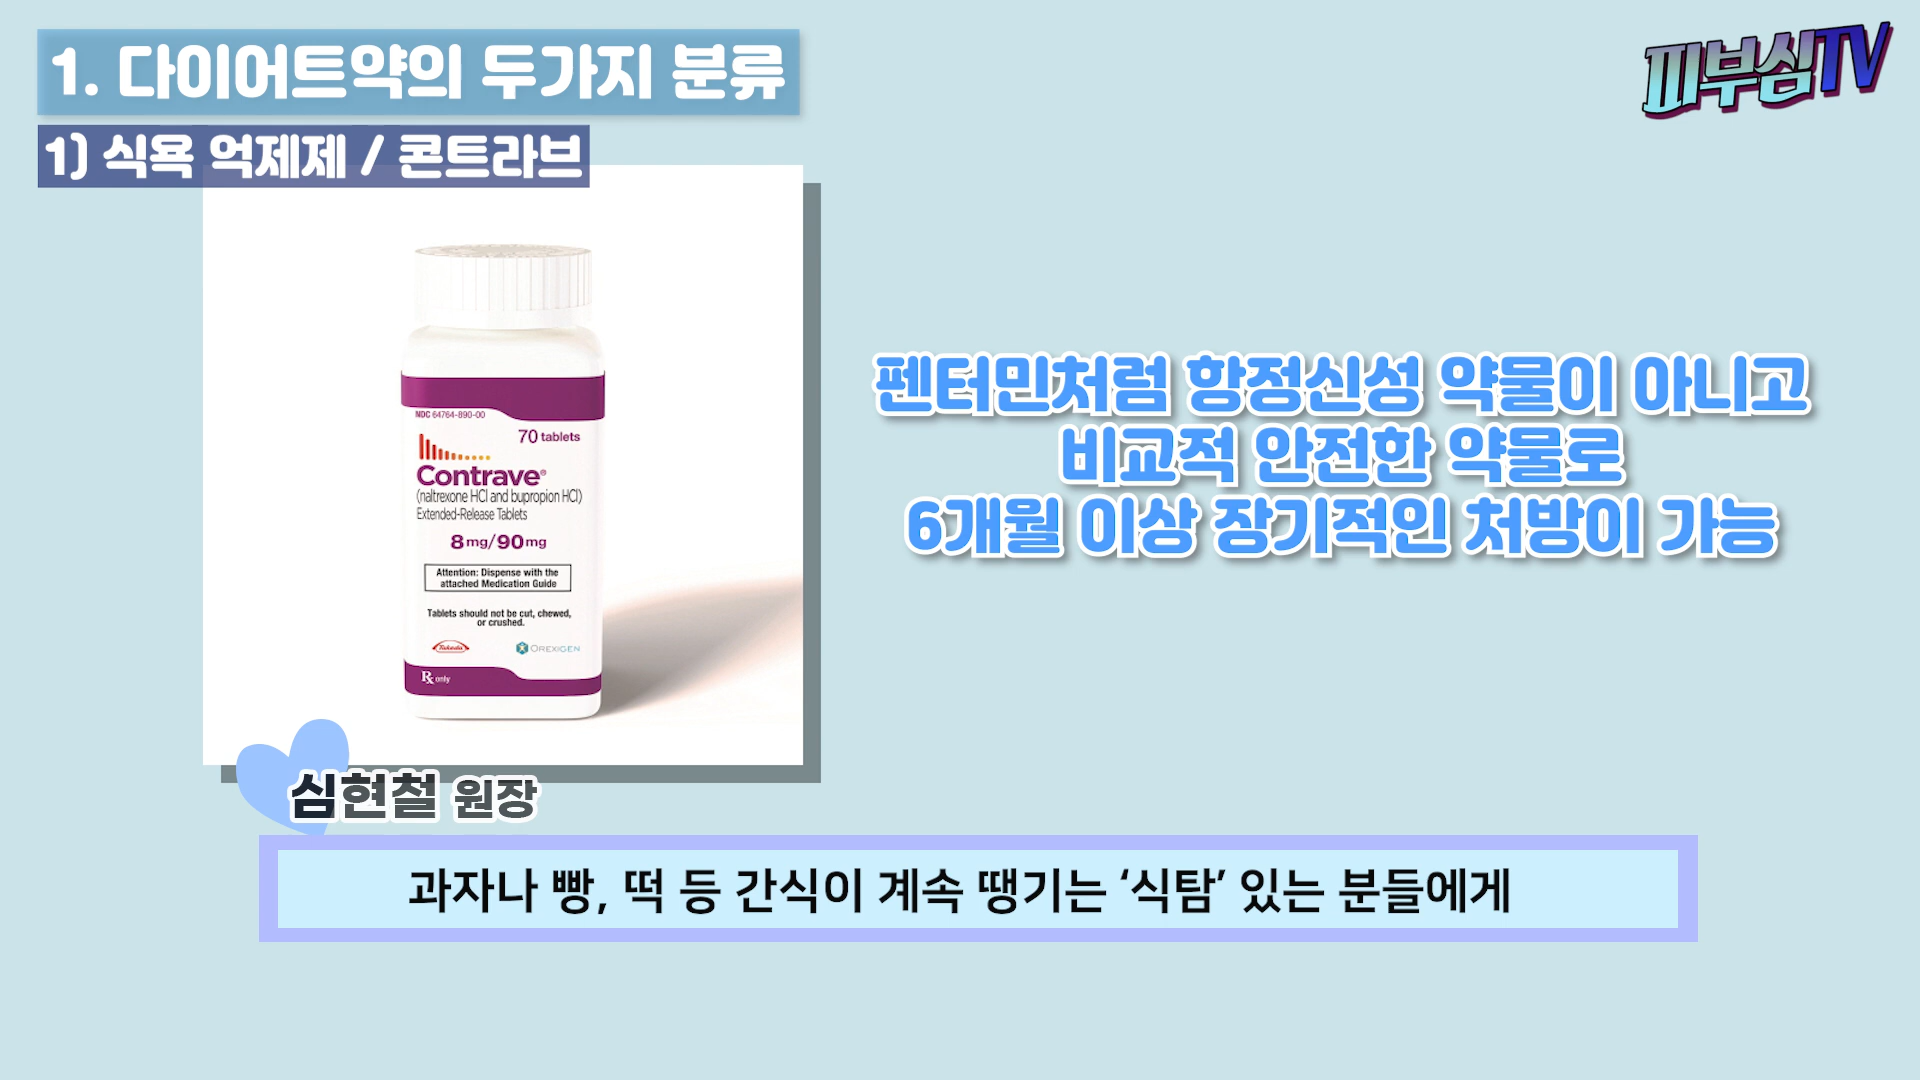 1. 다이어트약의 두가지 분류
피부심TV
1) 식욕 억제제 / 콘트라브
NDC 64764-890-00
70 tablets
Contrave®
(naltrexone HCl and bupropion HCl)
Extended-Release Tablets
8mg/90mg
Attention: Dispense with the
attached Medication Guide
Tablets should not be cut, chewed,
or crushed.
Takeda
OREXIGEN
Rx only
펜터민처럼 항정신성 약물이 아니고
비교적 안전한 약물로
6개월 이상 장기적인 처방이 가능
심현철 원장
과자나 빵, 떡 등 간식이 계속 땡기는 ‘식탐’ 있는 분들에게